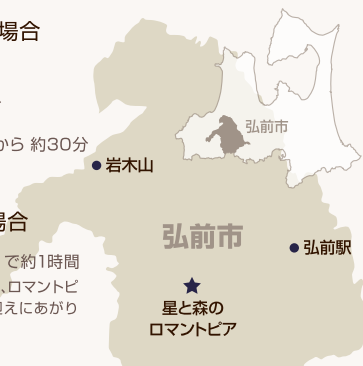 場合
から 約30分
弘前市
岩木山
場合
弘前市
弘前駅
で約1時間
、ロマントピ
迎えにあがり
星と森の
ロマントピア